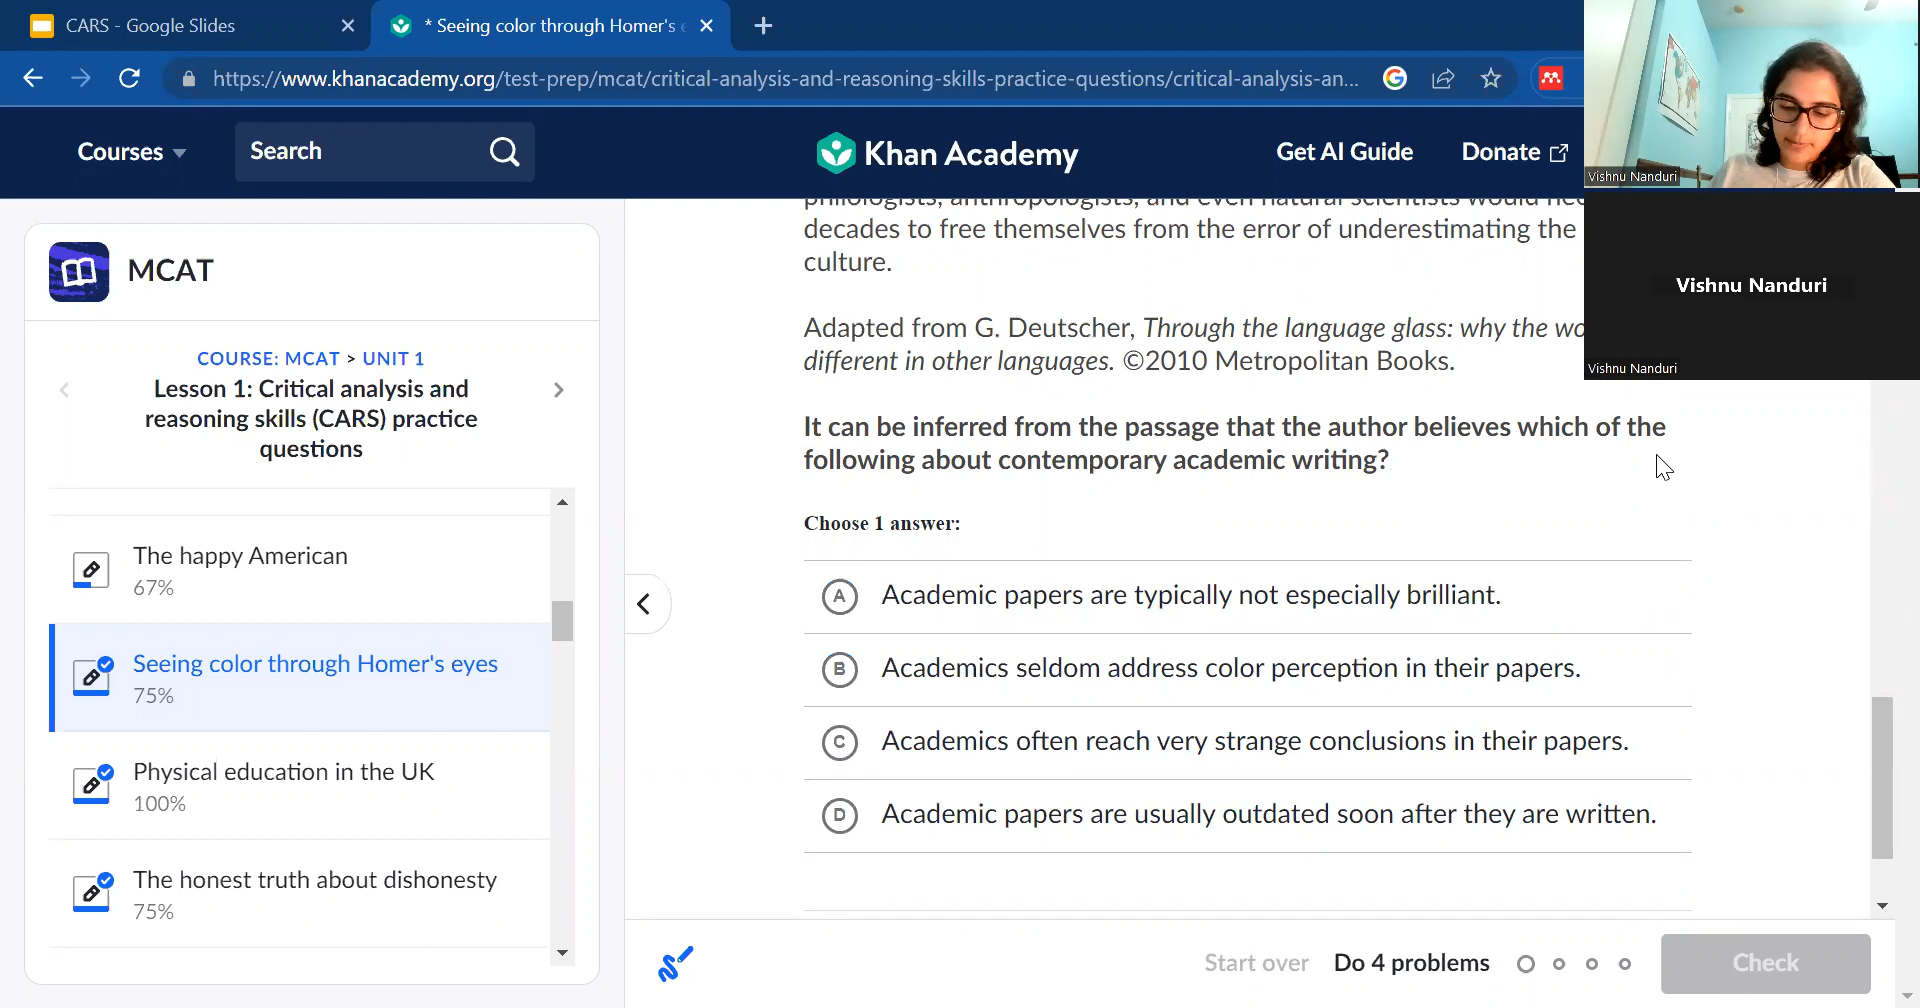 CARS - Google Slides
* Seeing color through Homer's e
https://www.khanacademy.org/test-prep/mcat/critical-analysis-and-reasoning-skills-practice-questions/critical-analysis-an...
Courses
Search
Khan Academy
Get AI Guide
Donate
Vishnu Nanduri
Vishnu Nanduri
Vishnu Nanduri
MCAT
COURSE: MCAT > UNIT 1
Lesson 1: Critical analysis and
reasoning skills (CARS) practice
questions
The happy American
67%
Seeing color through Homer's eyes
75%
Physical education in the UK
100%
The honest truth about dishonesty
75%
philologists, anthropologists, and even natural scientists would
decades to free themselves from the error of underestimating the
culture.
Adapted from G. Deutscher, Through the language glass: why the wo
different in other languages. ©2010 Metropolitan Books.
It can be inferred from the passage that the author believes which of the
following about contemporary academic writing?
Choose 1 answer:
A Academic papers are typically not especially brilliant.
B Academics seldom address color perception in their papers.
C Academics often reach very strange conclusions in their papers.
D Academic papers are usually outdated soon after they are written.
Start over
Do 4 problems
Check